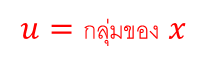 u = กลุ่มของ x